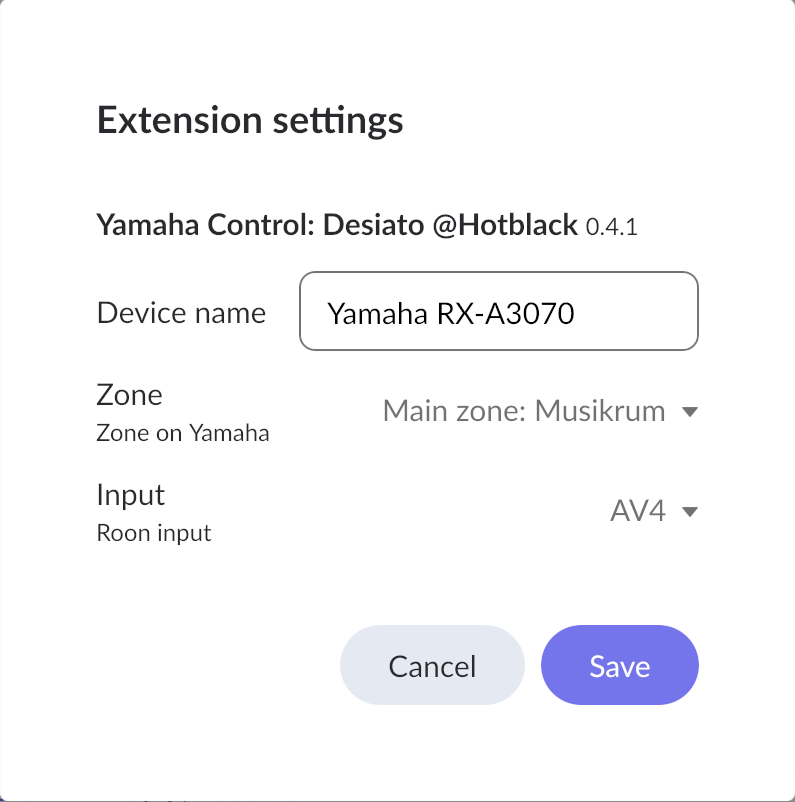 Extension settings
Yamaha Control: Desiato @Hotblack 0.4.1
Device name
Yamaha RX-A3070
Zone
Zone on Yamaha
Main zone: Musikrum
Input
Roon input
AV4
Cancel
Save